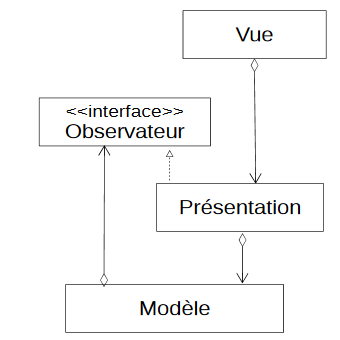 Vue
<<interface>>
Observateur
Présentation
Modèle